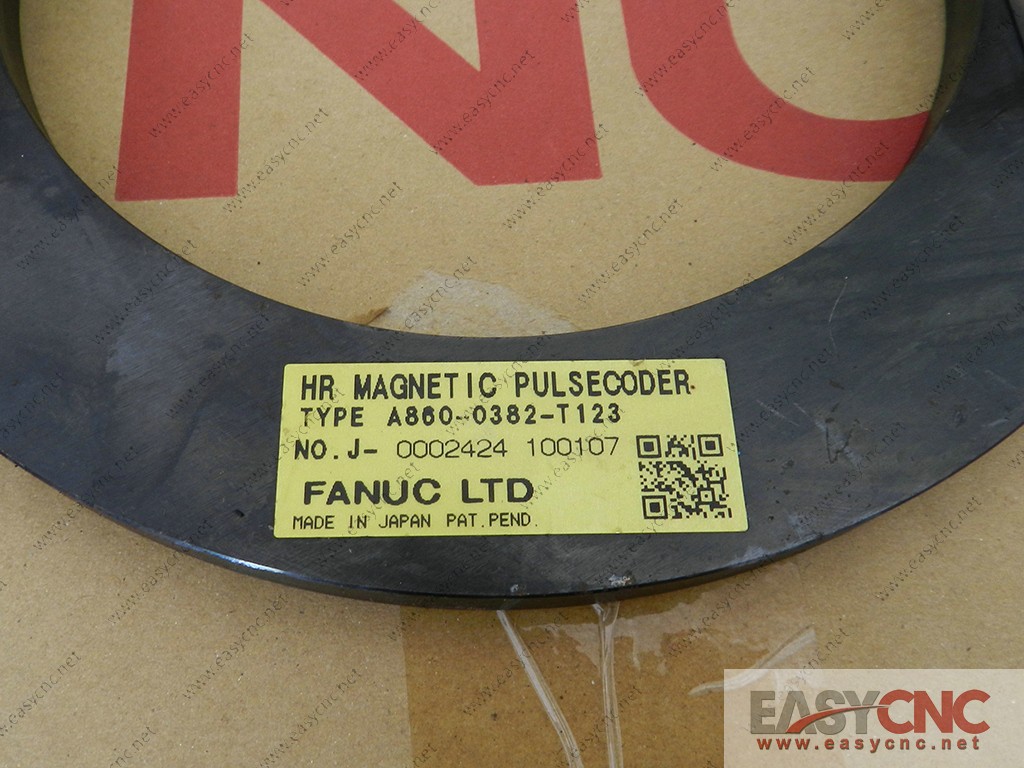 NU
HR MAGNETIC PULSECODER
TYPE A860-0382-T123
NO.J- 0002424 100107
FANUC LTD
MADE IN JAPAN PAT.PEND.
EASYCNC
www.easycnc.net